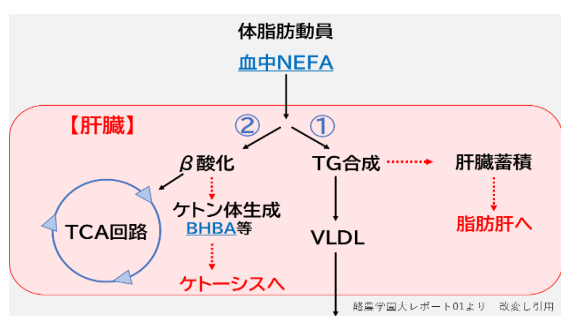 体脂肪動員
血中NEFA
【肝臓】
② ①
β酸化 TG合成 肝臓蓄積
TCA回路 ケトン体生成 脂肪肝へ
BHBA等
VLDL
ケトーシスへ
酪農学園大レポート01より 改変し引用